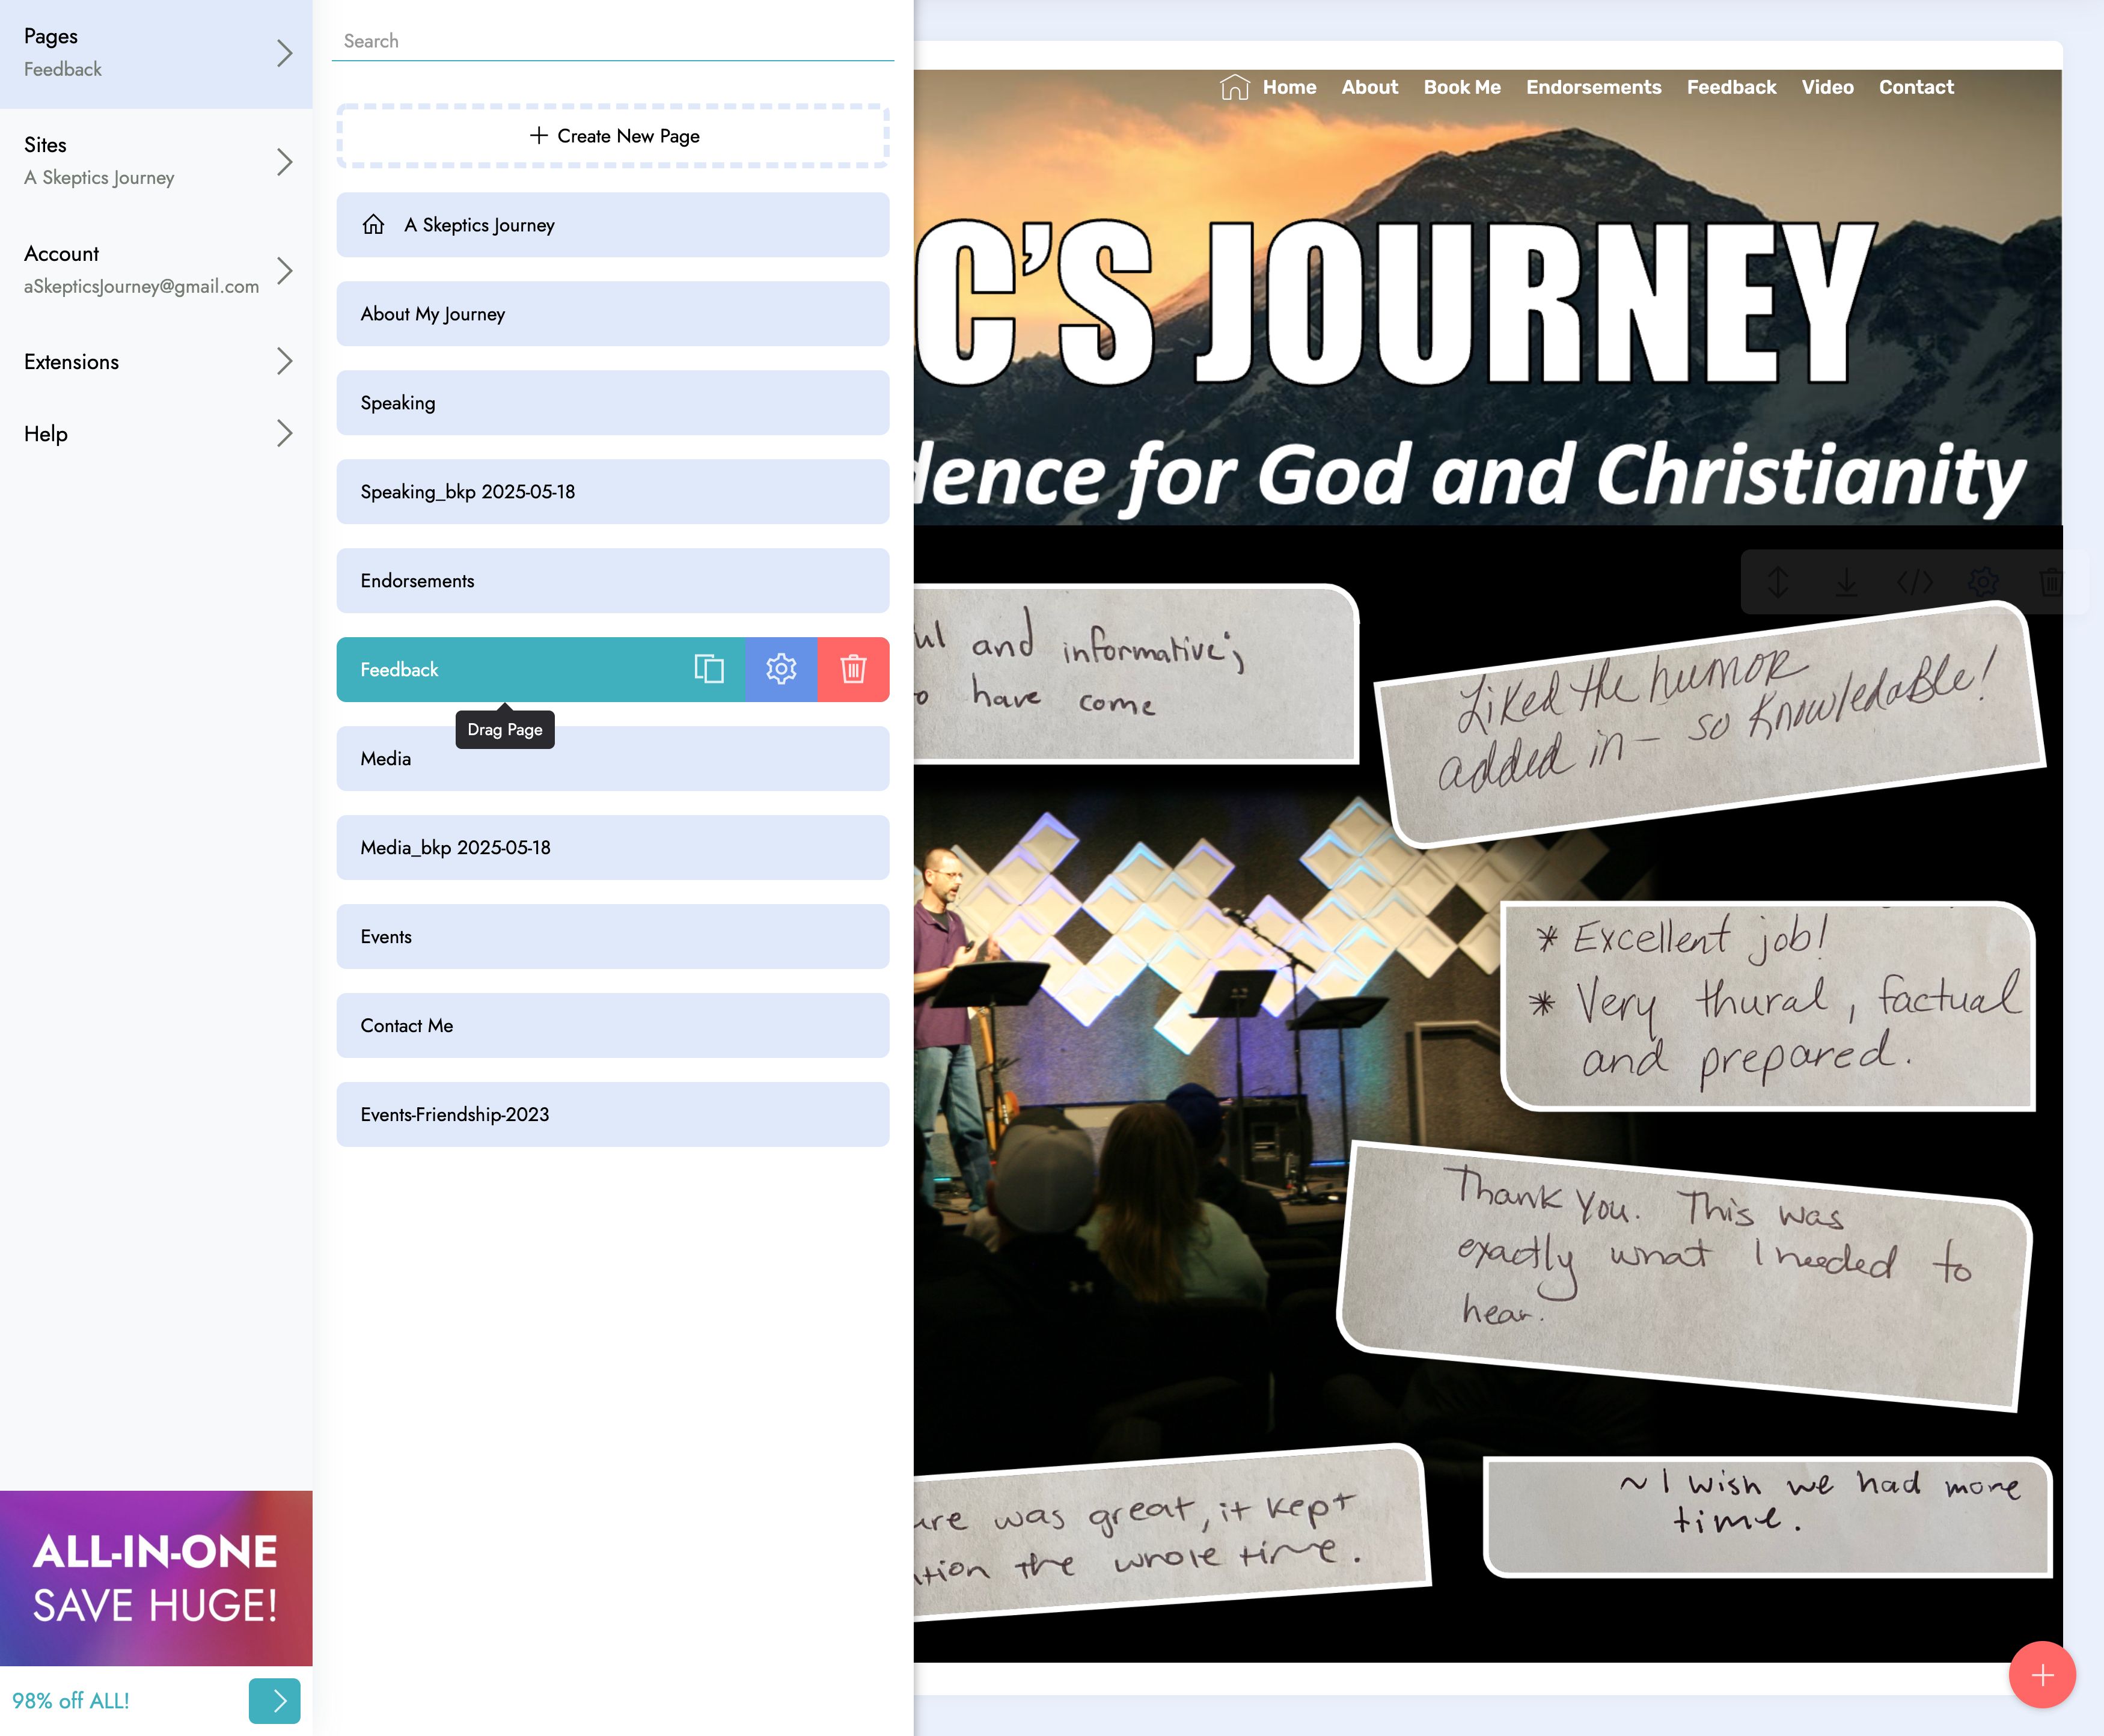 Pages
Feedback
Sites
A Skeptics Journey
Account
aSkepticsJourney@gmail.com
Extensions
Help
ALL-IN-ONE
SAVE HUGE!
98% off ALL!
Search
+ Create New Page
A Skeptics Journey
About My Journey
Speaking
Speaking_bkp 2025-05-18
Endorsements
Feedback
Drag Page
Media
Media_bkp 2025-05-18
Events
Contact Me
Events-Friendship-2023
Home About Book Me Endorsements Feedback Video Contact
C'S JOURNEY
dence for God and Christianity
ul and informative;
o have come
Liked the humor
added in – so knowledable!
* Excellent job!
* Very thural, factual
and prepared.
Thank You. This was
exactly what I needed to
hear.
ure was great, it kept
tion the whole time.
~ I wish we had more
time.